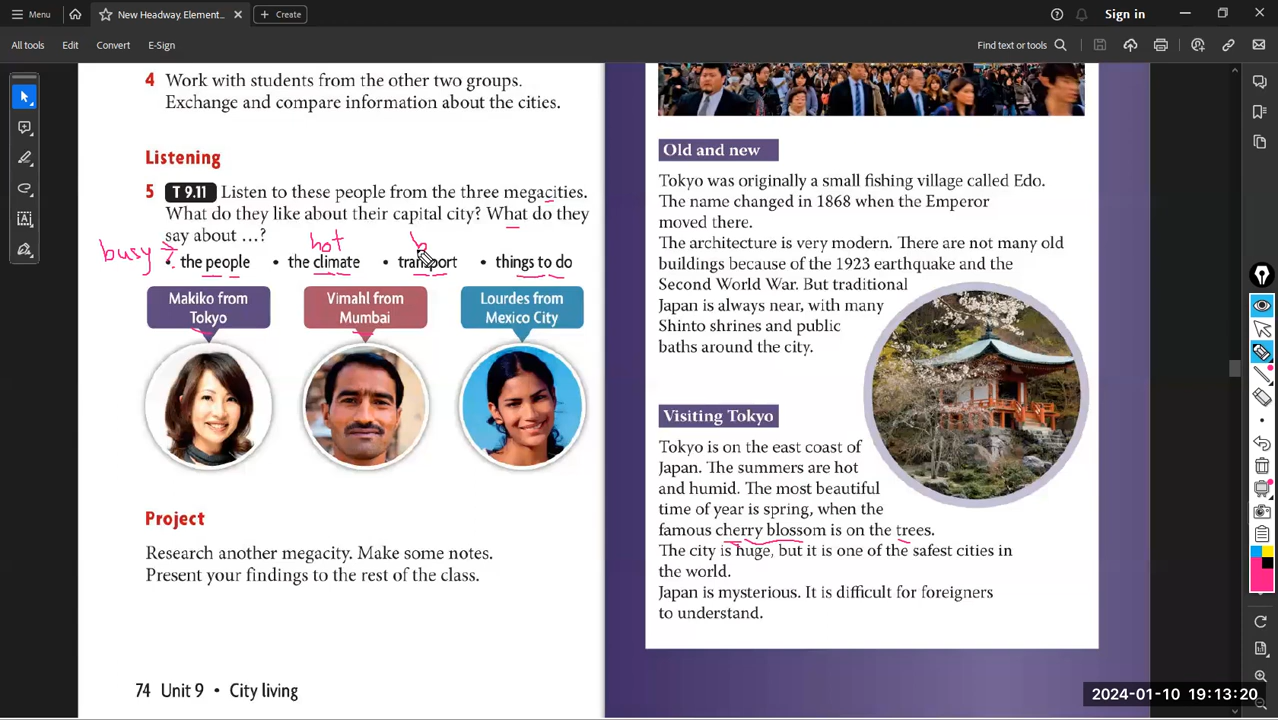 Menu
New Headway. Element...
Create
Sign in
All tools
Edit
Convert
E-Sign
Find text or tools
4 Work with students from the other two groups.
Exchange and compare information about the cities.
Listening
5 T 9.11 Listen to these people from the three megacities.
What do they like about their capital city? What do they
say about …?
busy
hot
• the people • the climate • transport • things to do
Makiko from
Tokyo
Vimahl from
Mumbai
Lourdes from
Mexico City
Project
Research another megacity. Make some notes.
Present your findings to the rest of the class.
74 Unit 9 • City living
Old and new
Tokyo was originally a small fishing village called Edo.
The name changed in 1868 when the Emperor
moved there.
The architecture is very modern. There are not many old
buildings because of the 1923 earthquake and the
Second World War. But traditional
Japan is always near, with many
Shinto shrines and public
baths around the city.
Visiting Tokyo
Tokyo is on the east coast of
Japan. The summers are hot
and humid. The most beautiful
time of year is spring, when the
famous cherry blossom is on the trees.
The city is huge, but it is one of the safest cities in
the world.
Japan is mysterious. It is difficult for foreigners
to understand.
2024-01-10 19:13:20